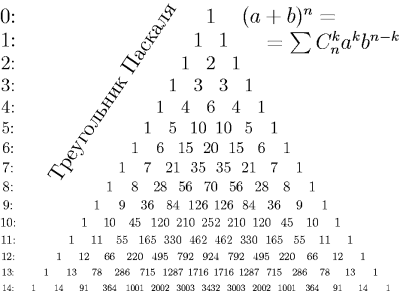 Треугольник Паскаля
0: 1 (a + b)^n =
1: 1 1 = ∑ C_n^k a^k b^{n−k}
2: 1 2 1
3: 1 3 3 1
4: 1 4 6 4 1
5: 1 5 10 10 5 1
6: 1 6 15 20 15 6 1
7: 1 7 21 35 35 21 7 1
8: 1 8 28 56 70 56 28 8 1
9: 1 9 36 84 126 126 84 36 9 1
10: 1 10 45 120 210 252 210 120 45 10 1
11: 1 11 55 165 330 462 462 330 165 55 11 1
12: 1 12 66 220 495 792 924 792 495 220 66 12 1
13: 1 13 78 286 715 1287 1716 1716 1287 715 286 78 13 1
14: 1 14 91 364 1001 2002 3003 3432 3003 2002 1001 364 91 14 1